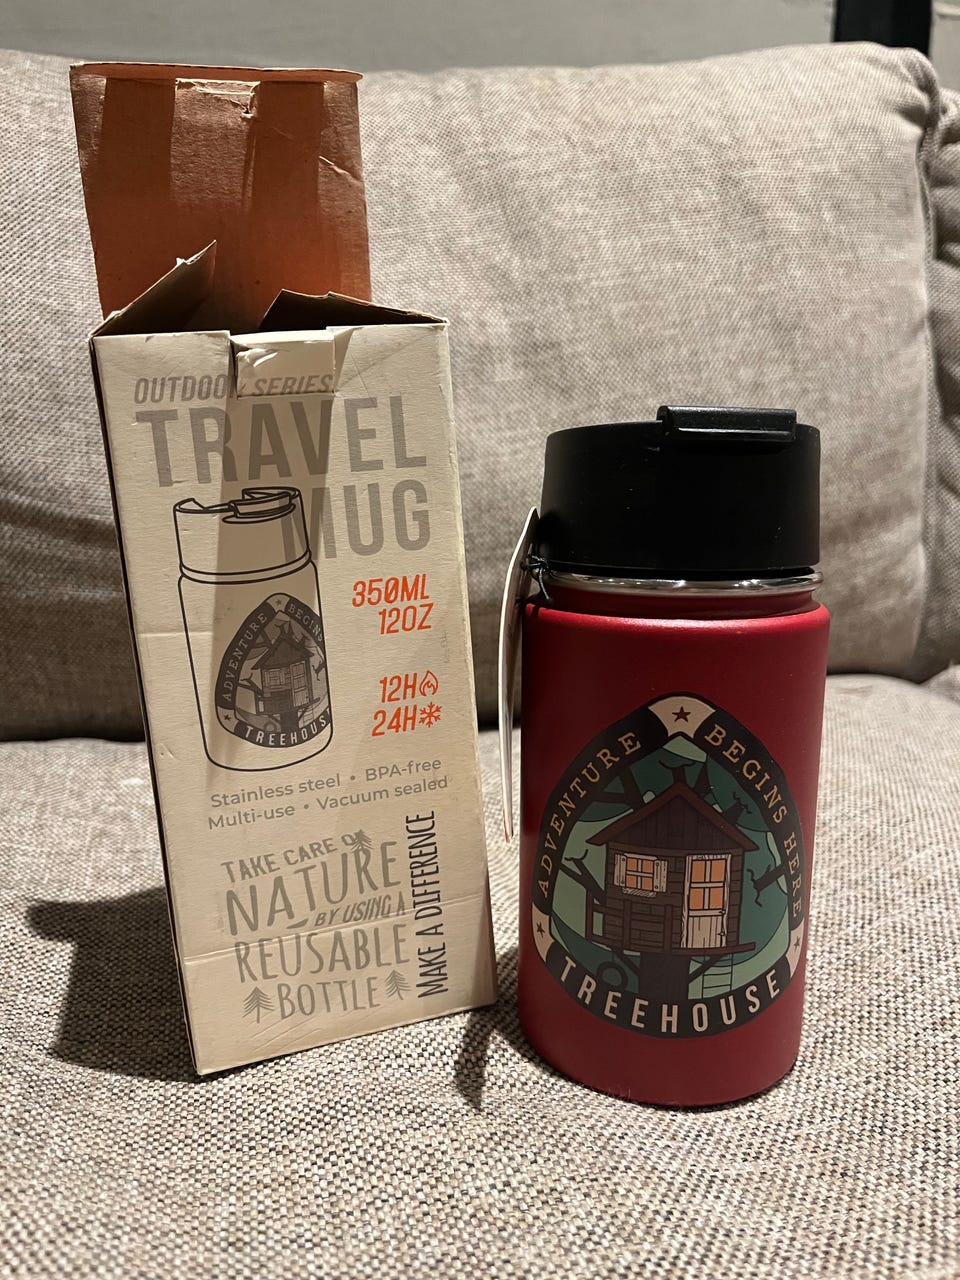 OUTDOOR SERIES
TRAVEL
MUG
350ML
12OZ
12H
24H
ADVENTURE BEGINS
TREEHOUS
Stainless steel • BPA-free
Multi-use • Vacuum sealed
TAKE CARE OF
NATURE
BY USING A
REUSABLE
BOTTLE
MAKE A DIFFERENCE
ADVENTURE BEGINS HERE
TREEHOUSE